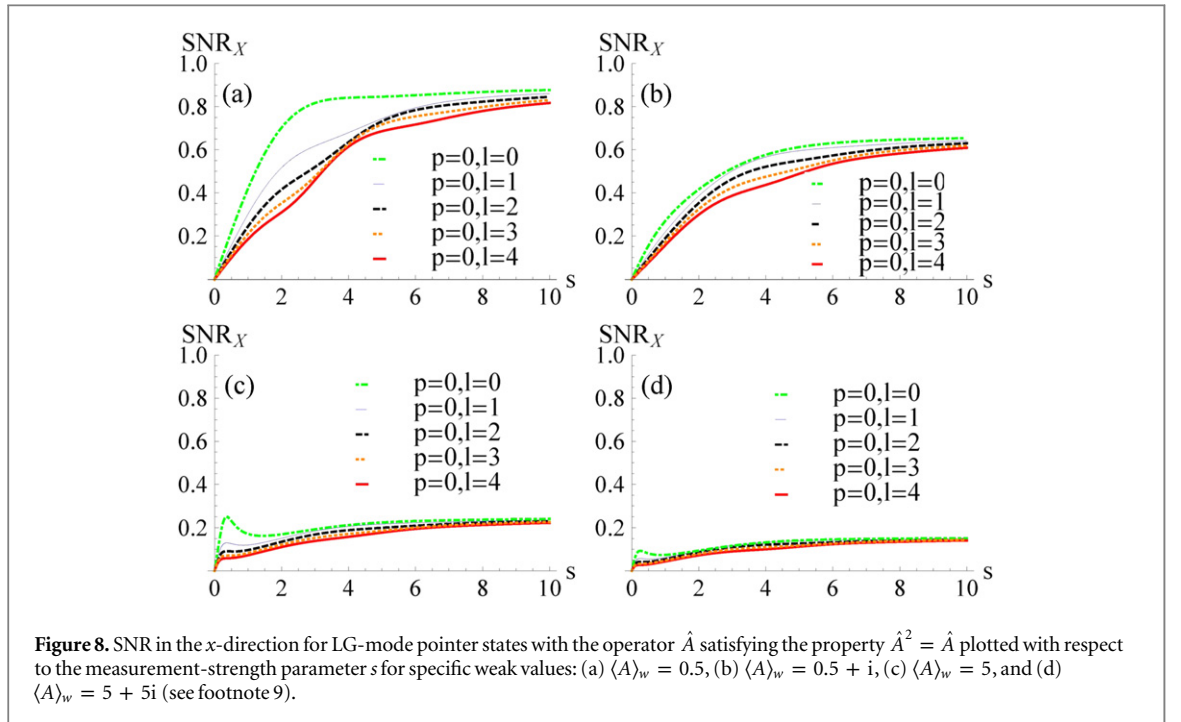 SNR_X
1.0
(a)
0.8
0.6
0.4
0.2
p=0,l=0
p=0,l=1
p=0,l=2
p=0,l=3
p=0,l=4
0 2 4 6 8 10 s
SNR_X
1.0
(b)
0.8
0.6
0.4
0.2
p=0,l=0
p=0,l=1
p=0,l=2
p=0,l=3
p=0,l=4
0 2 4 6 8 10 s
SNR_X
1.0
(c)
0.8
0.6
0.4
0.2
p=0,l=0
p=0,l=1
p=0,l=2
p=0,l=3
p=0,l=4
0 2 4 6 8 10 s
SNR_X
1.0
(d)
0.8
0.6
0.4
0.2
p=0,l=0
p=0,l=1
p=0,l=2
p=0,l=3
p=0,l=4
0 2 4 6 8 10 s
Figure 8. SNR in the x-direction for LG-mode pointer states with the operator Â satisfying the property Â² = Â plotted with respect
to the measurement-strength parameter s for specific weak values: (a) ⟨A⟩_w = 0.5, (b) ⟨A⟩_w = 0.5 + i, (c) ⟨A⟩_w = 5, and (d)
⟨A⟩_w = 5 + 5i (see footnote 9).